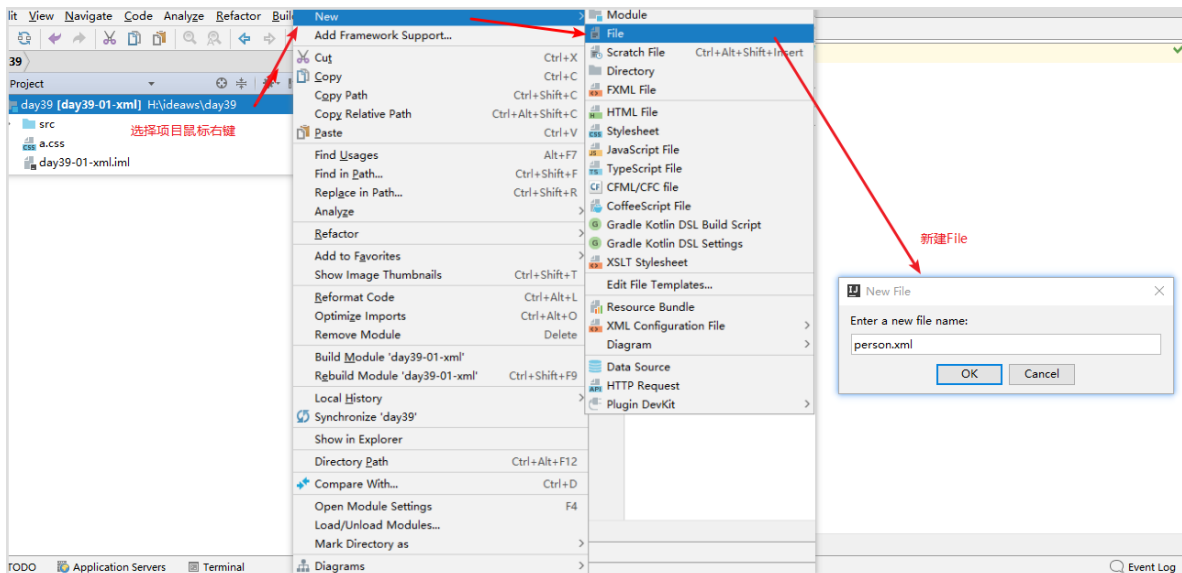 lit View Navigate Code Analyze Refactor Buil
39
Project
day39 [day39-01-xml] H:\ideaws\day39
src
a.css
day39-01-xml.iml
选择项目鼠标右键
New
Add Framework Support...
Cut Ctrl+X
Copy Ctrl+C
Copy Path Ctrl+Shift+C
Copy Relative Path Ctrl+Alt+Shift+C
Paste Ctrl+V
Find Usages Alt+F7
Find in Path... Ctrl+Shift+F
Replace in Path... Ctrl+Shift+R
Analyze
Refactor
Add to Favorites
Show Image Thumbnails Ctrl+Shift+T
Reformat Code Ctrl+Alt+L
Optimize Imports Ctrl+Alt+O
Remove Module Delete
Build Module 'day39-01-xml'
Rebuild Module 'day39-01-xml' Ctrl+Shift+F9
Local History
Synchronize 'day39'
Show in Explorer
Directory Path Ctrl+Alt+F12
Compare With... Ctrl+D
Open Module Settings F4
Load/Unload Modules...
Mark Directory as
Diagrams
Module
File
Scratch File Ctrl+Alt+Shift+Insert
Directory
FXML File
HTML File
Stylesheet
JavaScript File
TypeScript File
CFML/CFC file
CoffeeScript File
Gradle Kotlin DSL Build Script
Gradle Kotlin DSL Settings
XSLT Stylesheet
Edit File Templates...
Resource Bundle
XML Configuration File
Diagram
Data Source
HTTP Request
Plugin DevKit
新建File
New File
Enter a new file name:
person.xml
OK Cancel
TODO Application Servers Terminal Event Log